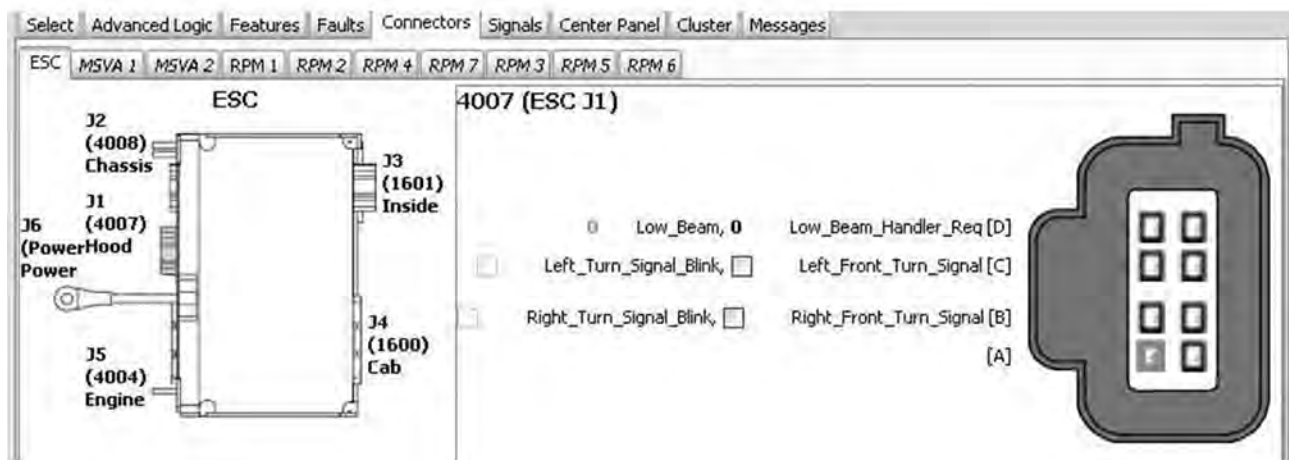 Select Advanced Logic Features Faults Connectors Signals Center Panel Cluster Messages
ESC MSVA 1 MSVA 2 RPM 1 RPM 2 RPM 4 RPM 7 RPM 3 RPM 5 RPM 6
ESC
J2
(4008)
Chassis
J3
(1601)
Inside
J1
(4007)
Hood
J6
(Power
Power
J4
(1600)
Cab
J5
(4004)
Engine
4007 (ESC J1)
0 Low_Beam, 0 Low_Beam_Handler_Req [D]
Left_Turn_Signal_Blink, Left_Front_Turn_Signal [C]
Right_Turn_Signal_Blink, Right_Front_Turn_Signal [B]
[A]